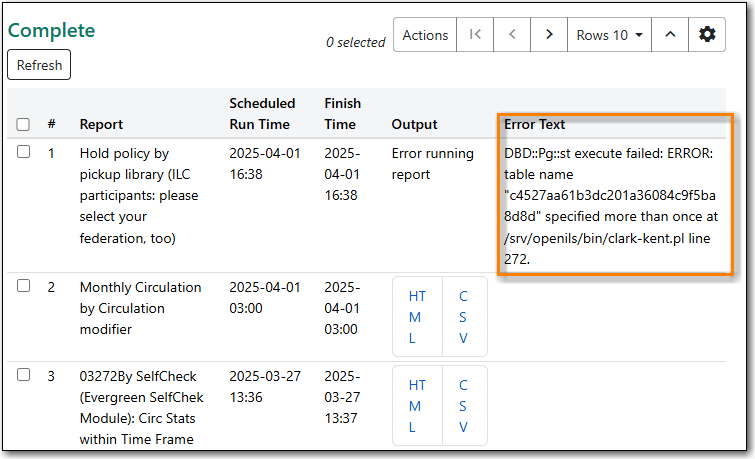 Complete
0 selected
Actions
Rows 10
Refresh
# Report Scheduled Run Time Finish Time Output Error Text
1
Hold policy by
pickup library (ILC
participants: please
select your
federation, too)
2025-04-01
16:38
2025-
04-01
16:38
Error running
report
DBD::Pg::st execute failed: ERROR:
table name
"c4527aa61b3dc201a36084c9f5ba
8d8d" specified more than once at
/srv/openils/bin/clark-kent.pl line
272.
2
Monthly Circulation
by Circulation
modifier
2025-04-01
03:00
2025-
04-01
03:00
HT
M
L
C
S
V
3
03272By SelfCheck
(Evergreen SelfChek
Module): Circ Stats
within Time Frame
2025-03-27
13:36
2025-
03-27
13:37
HT
M
L
C
S
V